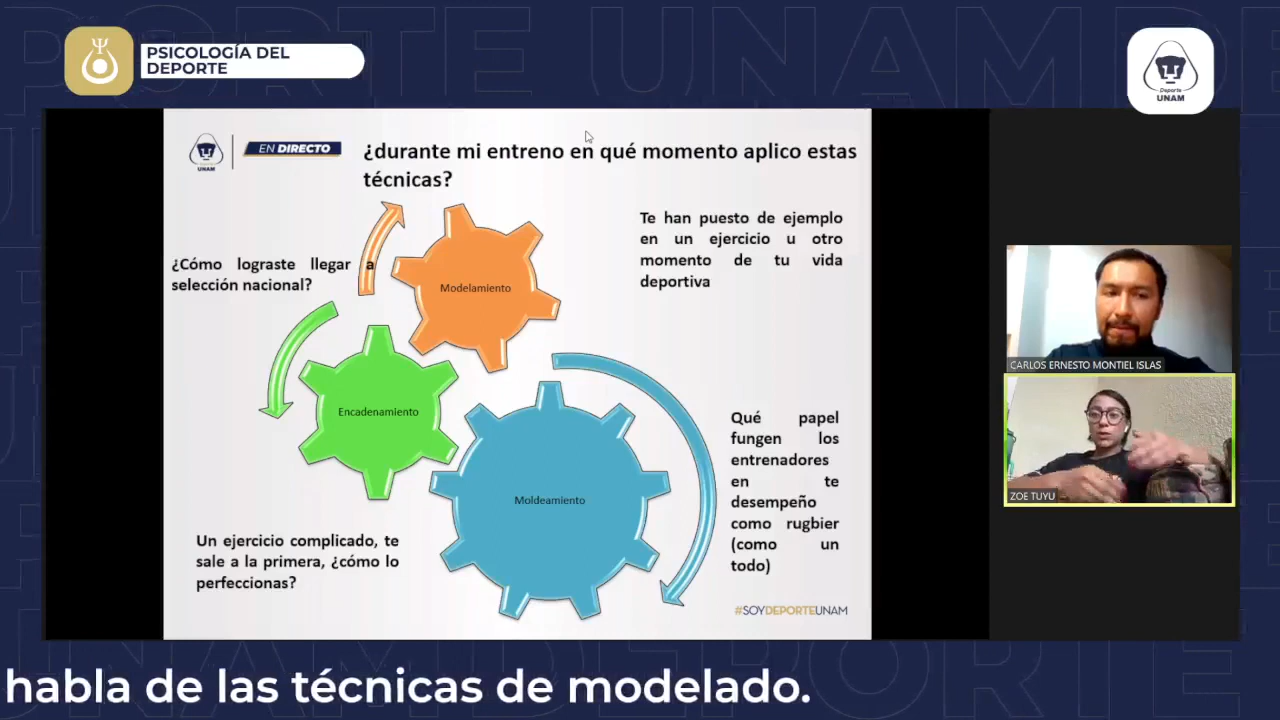 PSICOLOGÍA DEL
DEPORTE
Deporte
UNAM
UNAM
EN DIRECTO
¿durante mi entreno en qué momento aplico estas
técnicas?
Te han puesto de ejemplo
en un ejercicio u otro
momento de tu vida
deportiva
¿Cómo lograste llegar a
selección nacional?
Modelamiento
Encadenamiento
Moldeamiento
Qué papel
fungen los
entrenadores
en te
desempeño
como rugbier
(como un
todo)
Un ejercicio complicado, te
sale a la primera, ¿cómo lo
perfeccionas?
#SOYDEPORTEUNAM
CARLOS ERNESTO MONTIEL ISLAS
ZOE TUYU
habla de las técnicas de modelado.